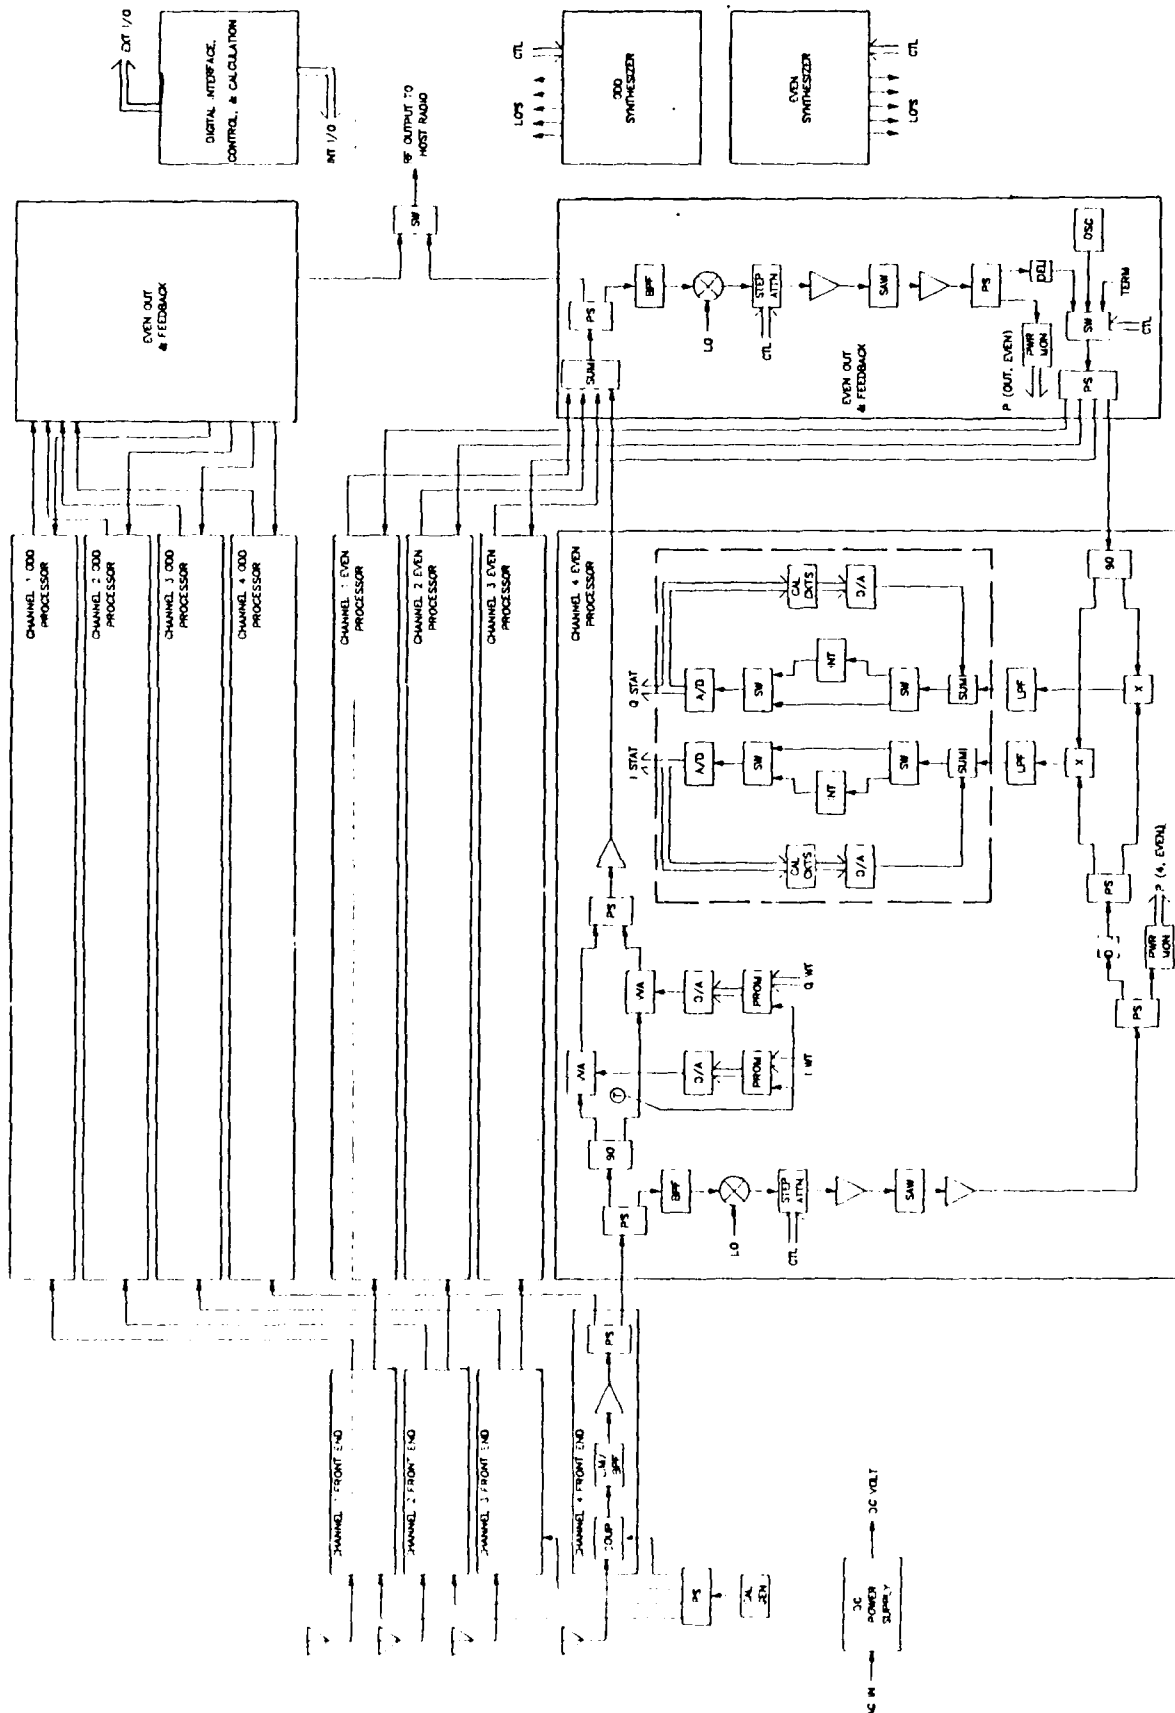 EXT I/O
DIGITAL INTERFACE,
CONTROL, & CALCULATION
INT I/O
CTL
LO'S
ODD
SYNTHESIZER
EVEN
SYNTHESIZER
CTL
LO'S
RF OUTPUT TO
HOST RADIO
SW
EVEN OUT
& FEEDBACK
SUM
PS
BPF
LO
STEP
ATTN
CTL
SAW
PS
DELI
OSC
SW
TERM
CTL
PWR
MON
P (OUT, EVEN)
PS
EVEN OUT
& FEEDBACK
CHANNEL 1 ODD
PROCESSOR
CHANNEL 2 ODD
PROCESSOR
CHANNEL 3 ODD
PROCESSOR
CHANNEL 4 ODD
PROCESSOR
CHANNEL 1 EVEN
PROCESSOR
CHANNEL 2 EVEN
PROCESSOR
CHANNEL 3 EVEN
PROCESSOR
CHANNEL 4 EVEN
PROCESSOR
Q STAT
I STAT
CAL
CKTS
D/A
A/D
SW
INT
SW
SUM
LPF
X
90
A/D
SW
INT
SW
SUM
LPF
X
CAL
CKTS
D/A
PS
PS
PWR
MON
P (4, EVEN)
PS
VVA
VVA
D/A
PROM
Q WT
D/A
PROM
I WT
T
90
PS
BPF
LO
STEP
ATTN
CTL
SAW
CHANNEL 1 FRONT END
CHANNEL 2 FRONT END
CHANNEL 3 FRONT END
CHANNEL 4 FRONT END
COUP
LIM/
BPF
PS
PS
CAL
GEN
AC IN
DC
POWER
SUPPLY
DC VOLT